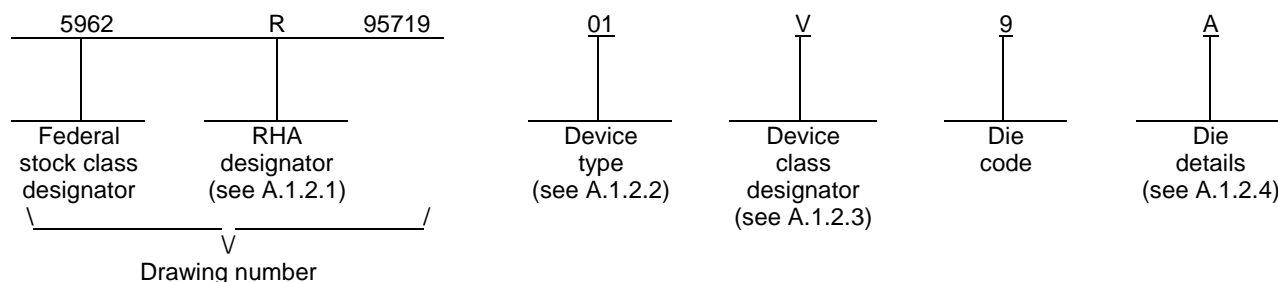 5962 R 95719 01 V 9 A
Federal stock class designator
RHA designator (see A.1.2.1)
Device type (see A.1.2.2)
Device class designator (see A.1.2.3)
Die code
Die details (see A.1.2.4)
\ /
\/
Drawing number